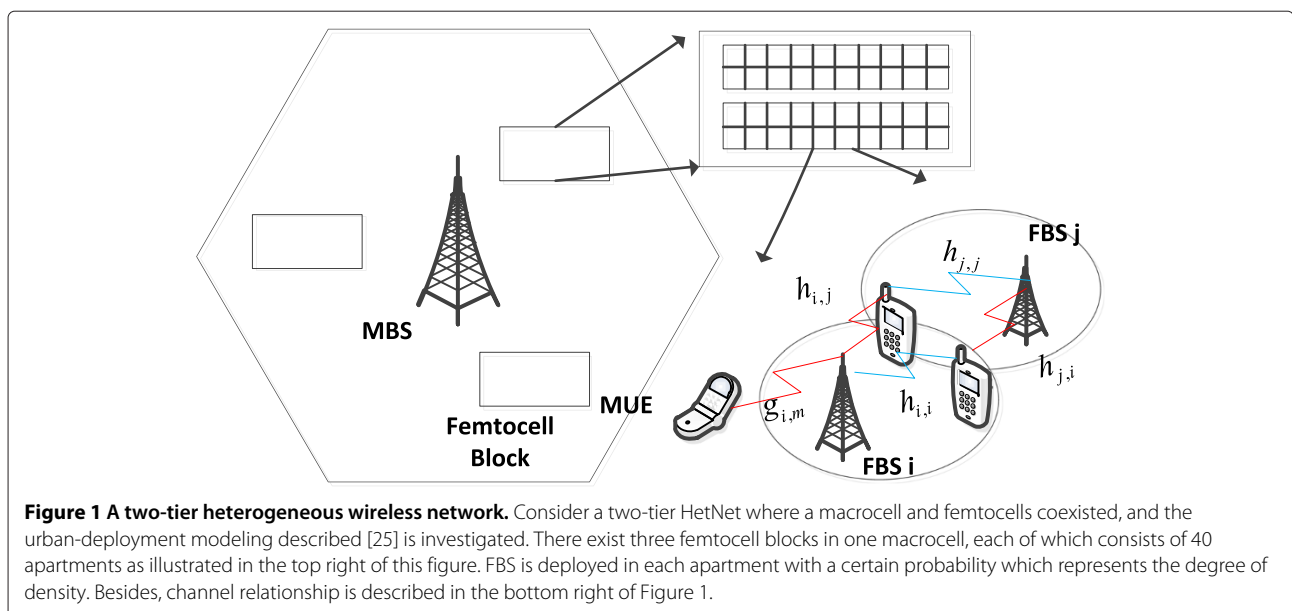 FBS j
h_{j,j}
h_{i,j}
MBS
h_{j,i}
MUE
g_{i,m}
h_{i,i}
Femtocell
Block
FBS i
Figure 1 A two-tier heterogeneous wireless network. Consider a two-tier HetNet where a macrocell and femtocells coexisted, and the
urban-deployment modeling described [25] is investigated. There exist three femtocell blocks in one macrocell, each of which consists of 40
apartments as illustrated in the top right of this figure. FBS is deployed in each apartment with a certain probability which represents the degree of
density. Besides, channel relationship is described in the bottom right of Figure 1.